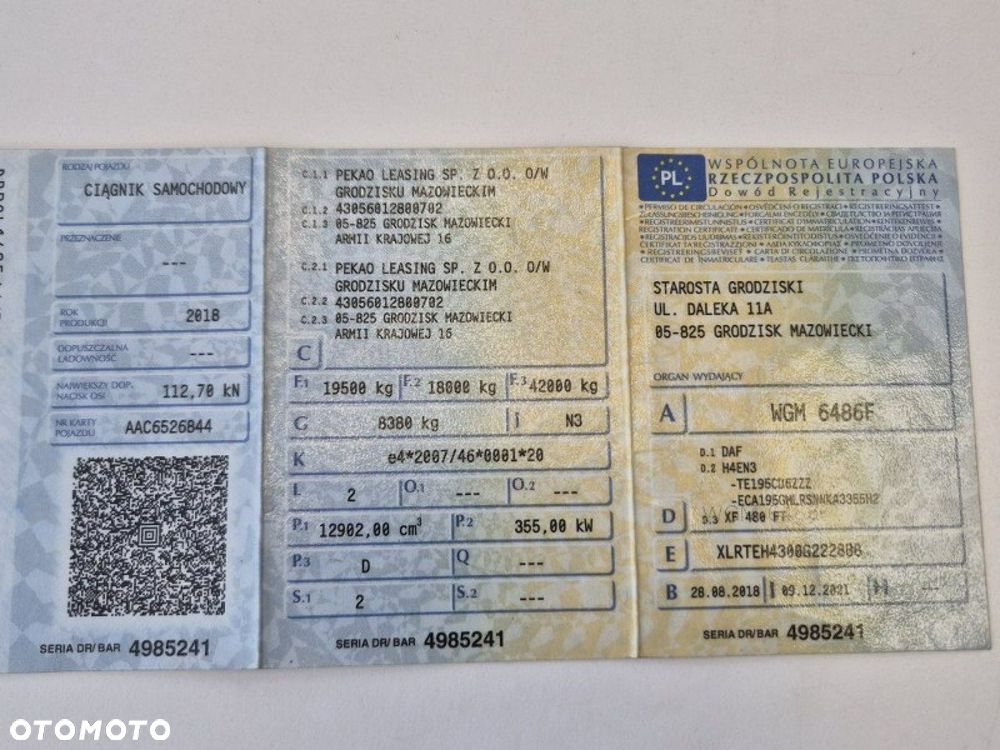 RODZAJ POJAZDU
CIĄGNIK SAMOCHODOWY
PRZEZNACZENIE
---
ROK PRODUKCJI
2018
DOPUSZCZALNA ŁADOWNOŚĆ
---
NAJWIĘKSZY DOP. NACISK OSI
112,70 kN
NR KARTY POJAZDU
AAC6526844
SERIA DR/BAR 4985241
C.1.1 PEKAO LEASING SP. Z O.O. O/W
GRODZISKU MAZOWIECKIM
C.1.2 43056012800702
C.1.3 05-825 GRODZISK MAZOWIECKI
ARMII KRAJOWEJ 16
C.2.1 PEKAO LEASING SP. Z O.O. O/W
GRODZISKU MAZOWIECKIM
C.2.2 43056012800702
C.2.3 05-825 GRODZISK MAZOWIECKI
ARMII KRAJOWEJ 16
C
F.1 19500 kg F.2 18000 kg F.3 42000 kg
G 8380 kg J N3
K e4*2007/46*0001*20
L 2 O.1 --- O.2 ---
P.1 12902,00 cm³ P.2 355,00 kW
P.3 D Q ---
S.1 2 S.2 ---
SERIA DR/BAR 4985241
PL
WSPÓLNOTA EUROPEJSKA
RZECZPOSPOLITA POLSKA
Dowód Rejestracyjny
STAROSTA GRODZISKI
UL. DALEKA 11A
05-825 GRODZISK MAZOWIECKI
ORGAN WYDAJĄCY
A WGM 6486F
D.1 DAF
D.2 H4EN3
D
D.3 XF 480 FT
E
B 28.08.2018 I 09.12.2021 H ---
SERIA DR/BAR 4985241
OTOMOTO